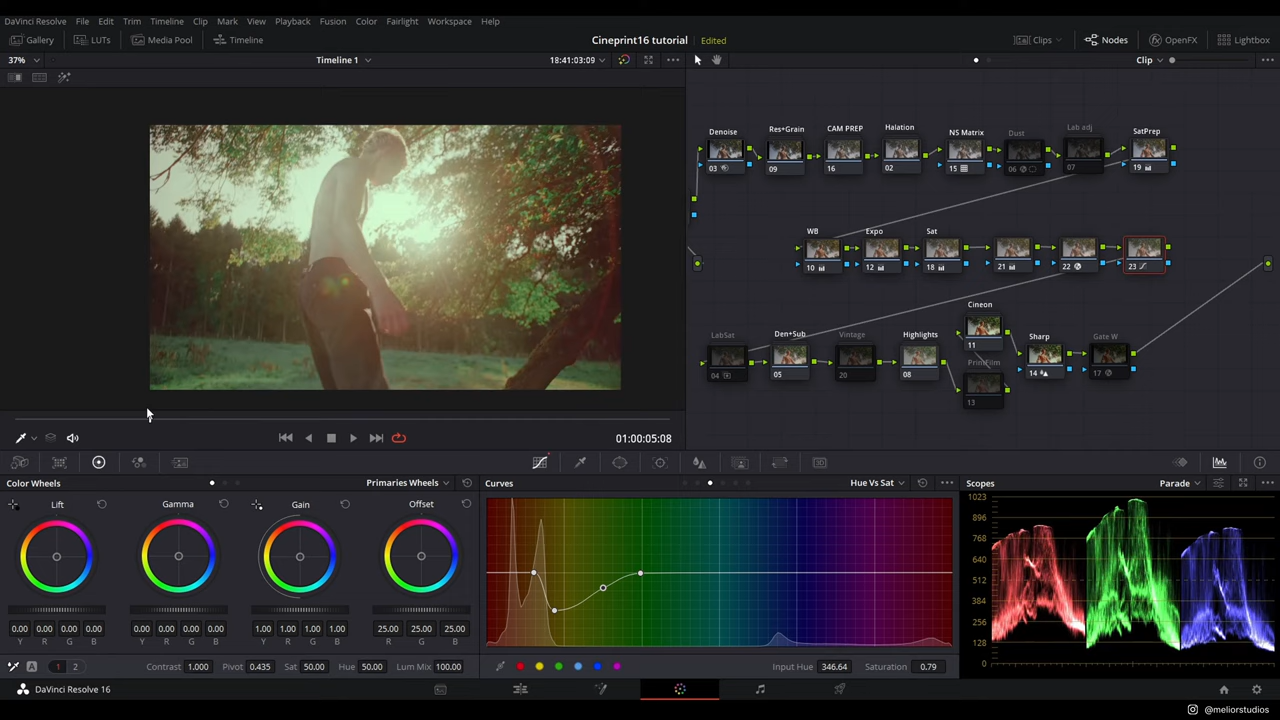 DaVinci Resolve File Edit Trim Timeline Clip Mark View Playback Fusion Color Fairlight Workspace Help
Gallery LUTs Media Pool Timeline Cineprint16 tutorial Edited Clips Nodes OpenFX Lightbox
37% Timeline 1 18:41:03:09 Clip
Denoise Res+Grain CAM PREP Halation NS Matrix Dust Lab adj SatPrep
03 09 16 02 15 06 07 19
WB Expo Sat
10 12 18 21 22 23
Cineon
11
LabSat Den+Sub Vintage Highlights Sharp Gate W
04 05 20 08 14 17
PrintFilm
13
01:00:05:08
Color Wheels Primaries Wheels Curves Hue Vs Sat Scopes Parade
Lift Gamma Gain Offset
0.00 0.00 0.00 0.00 0.00 0.00 0.00 0.00 1.00 1.00 1.00 1.00 25.00 25.00 25.00
Y R G B Y R G B Y R G B R G B
A 1 2 Contrast 1.000 Pivot 0.435 Sat 50.00 Hue 50.00 Lum Mix 100.00 Input Hue 346.64 Saturation 0.79
1023
896
768
640
512
384
256
128
0
DaVinci Resolve 16
@meliorstudios